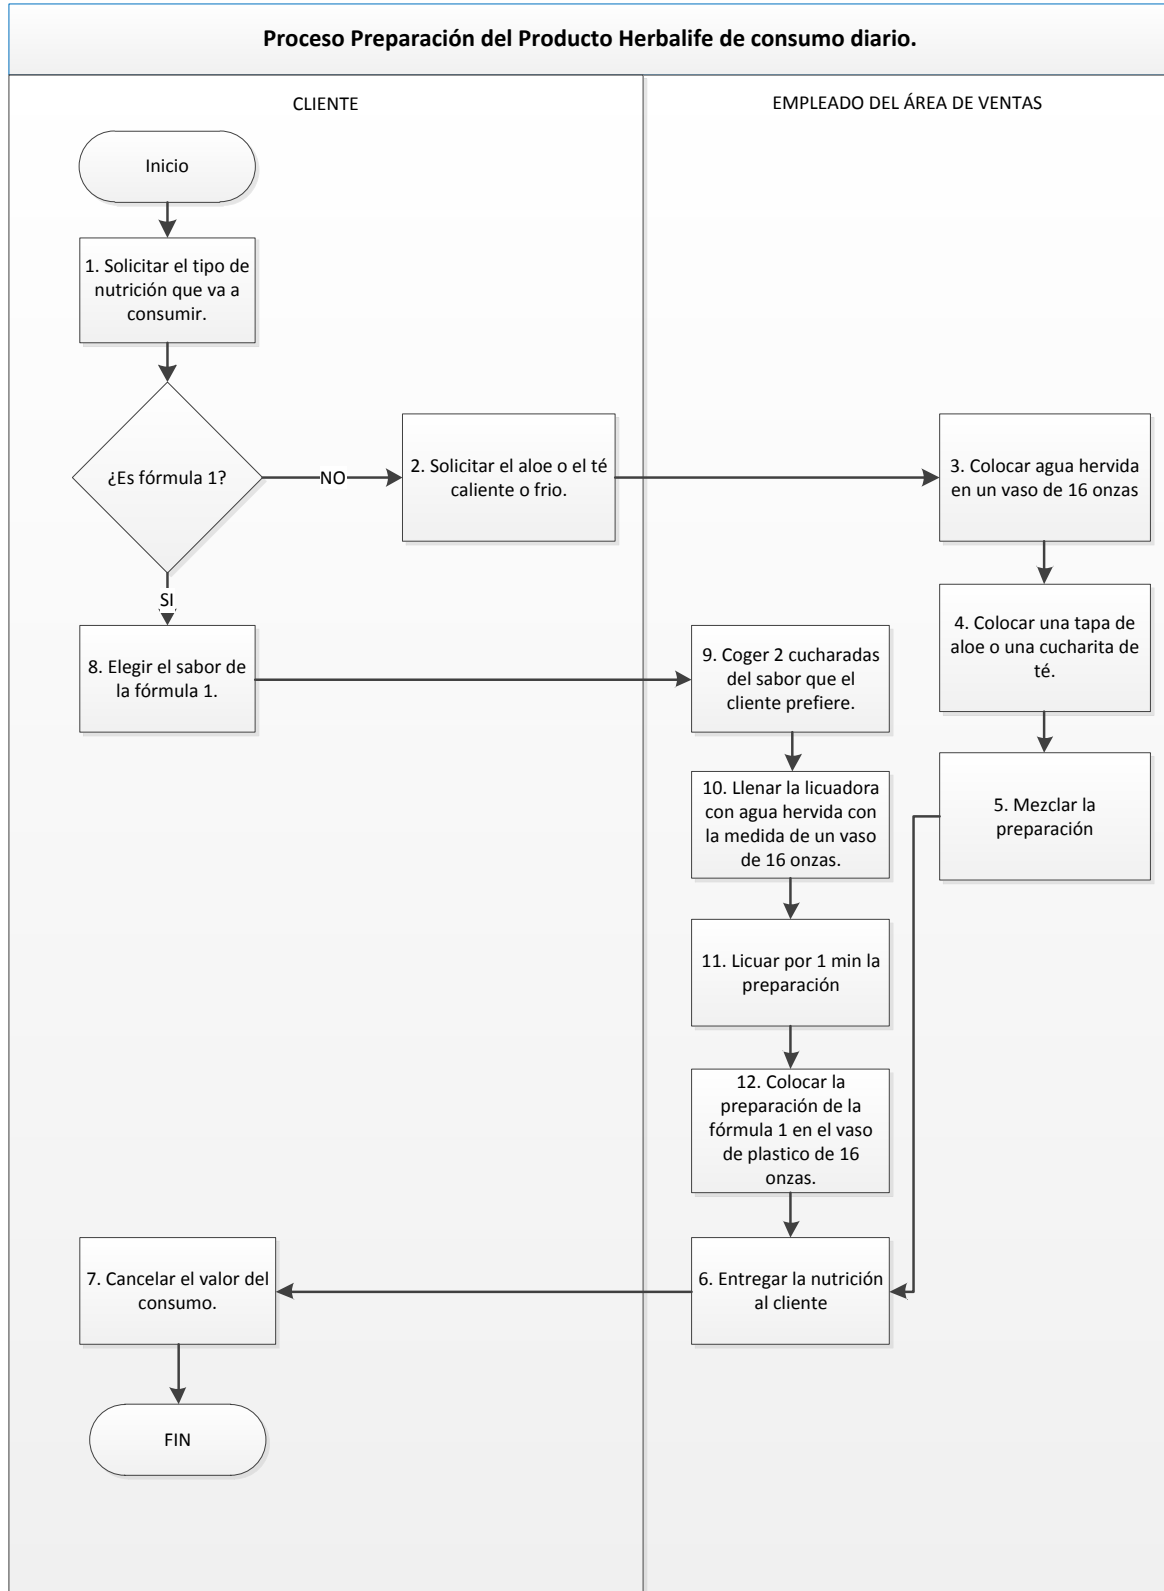 Proceso Preparación del Producto Herbalife de consumo diario.
CLIENTE
EMPLEADO DEL ÁREA DE VENTAS
Inicio
1. Solicitar el tipo de
nutrición que va a
consumir.
¿Es fórmula 1?
NO
2. Solicitar el aloe o el té
caliente o frio.
3. Colocar agua hervida
en un vaso de 16 onzas
4. Colocar una tapa de
aloe o una cucharita de
té.
5. Mezclar la
preparación
SI
8. Elegir el sabor de
la fórmula 1.
9. Coger 2 cucharadas
del sabor que el
cliente prefiere.
10. Llenar la licuadora
con agua hervida con
la medida de un vaso
de 16 onzas.
11. Licuar por 1 min la
preparación
12. Colocar la
preparación de la
fórmula 1 en el vaso
de plastico de 16
onzas.
6. Entregar la nutrición
al cliente
7. Cancelar el valor del
consumo.
FIN